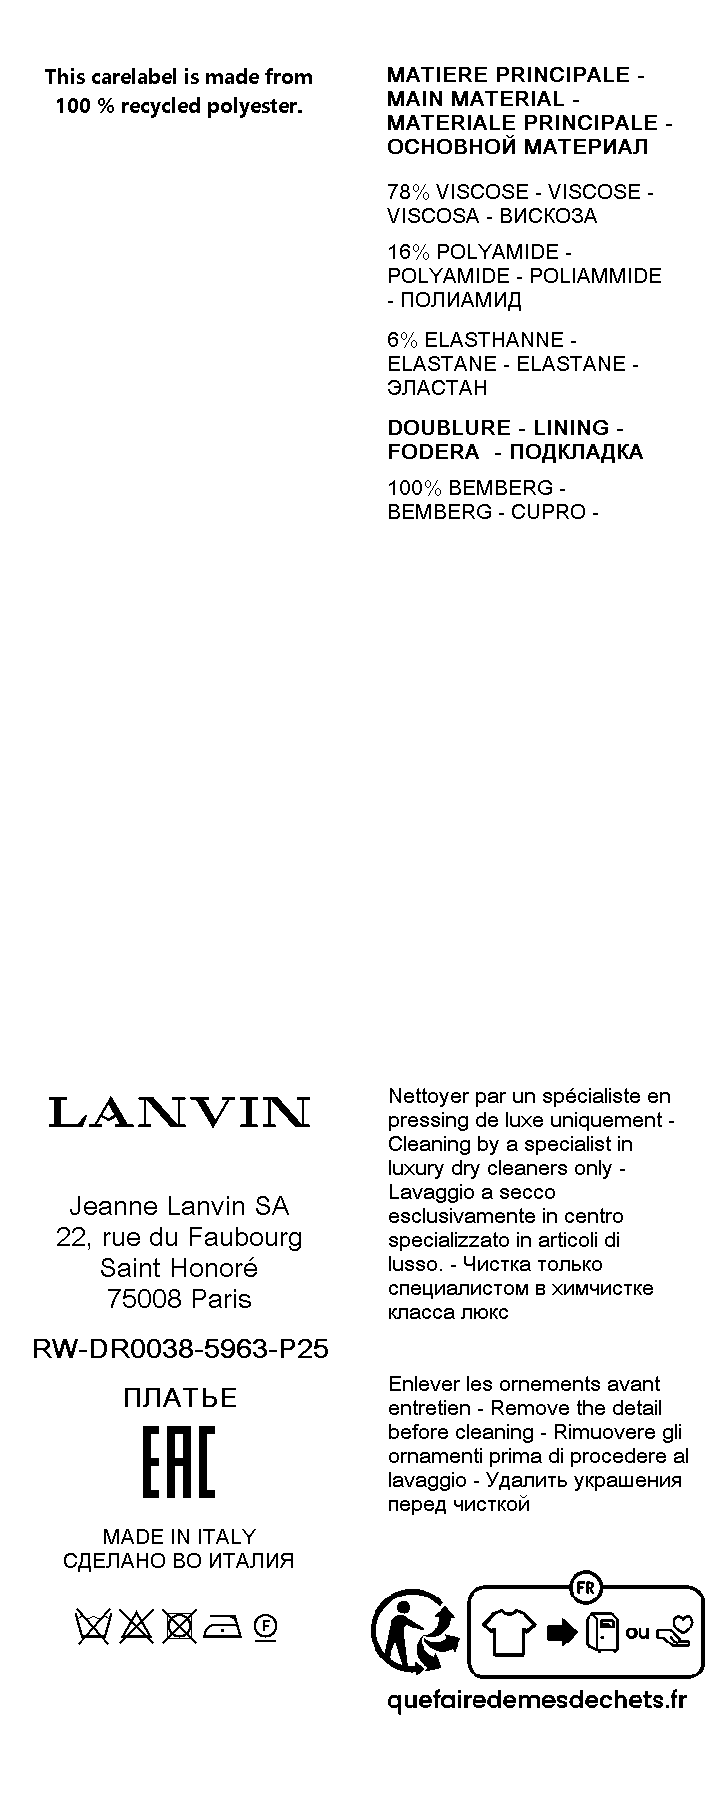 This carelabel is made from
100 % recycled polyester.
MATIERE PRINCIPALE -
MAIN MATERIAL -
MATERIALE PRINCIPALE -
ОСНОВНОЙ МАТЕРИАЛ
78% VISCOSE - VISCOSE -
VISCOSA - ВИСКОЗА
16% POLYAMIDE -
POLYAMIDE - POLIAMMIDE
- ПОЛИАМИД
6% ELASTHANNE -
ELASTANE - ELASTANE -
ЭЛАСТАН
DOUBLURE - LINING -
FODERA - ПОДКЛАДКА
100% BEMBERG -
BEMBERG - CUPRO -
LANVIN
Jeanne Lanvin SA
22, rue du Faubourg
Saint Honoré
75008 Paris
RW-DR0038-5963-P25
ПЛАТЬЕ
EAC
MADE IN ITALY
СДЕЛАНО ВО ИТАЛИЯ
F
Nettoyer par un spécialiste en
pressing de luxe uniquement -
Cleaning by a specialist in
luxury dry cleaners only -
Lavaggio a secco
esclusivamente in centro
specializzato in articoli di
lusso. - Чистка только
специалистом в химчистке
класса люкс
Enlever les ornements avant
entretien - Remove the detail
before cleaning - Rimuovere gli
ornamenti prima di procedere al
lavaggio - Удалить украшения
перед чисткой
FR
ou
quefairedemesdechets.fr